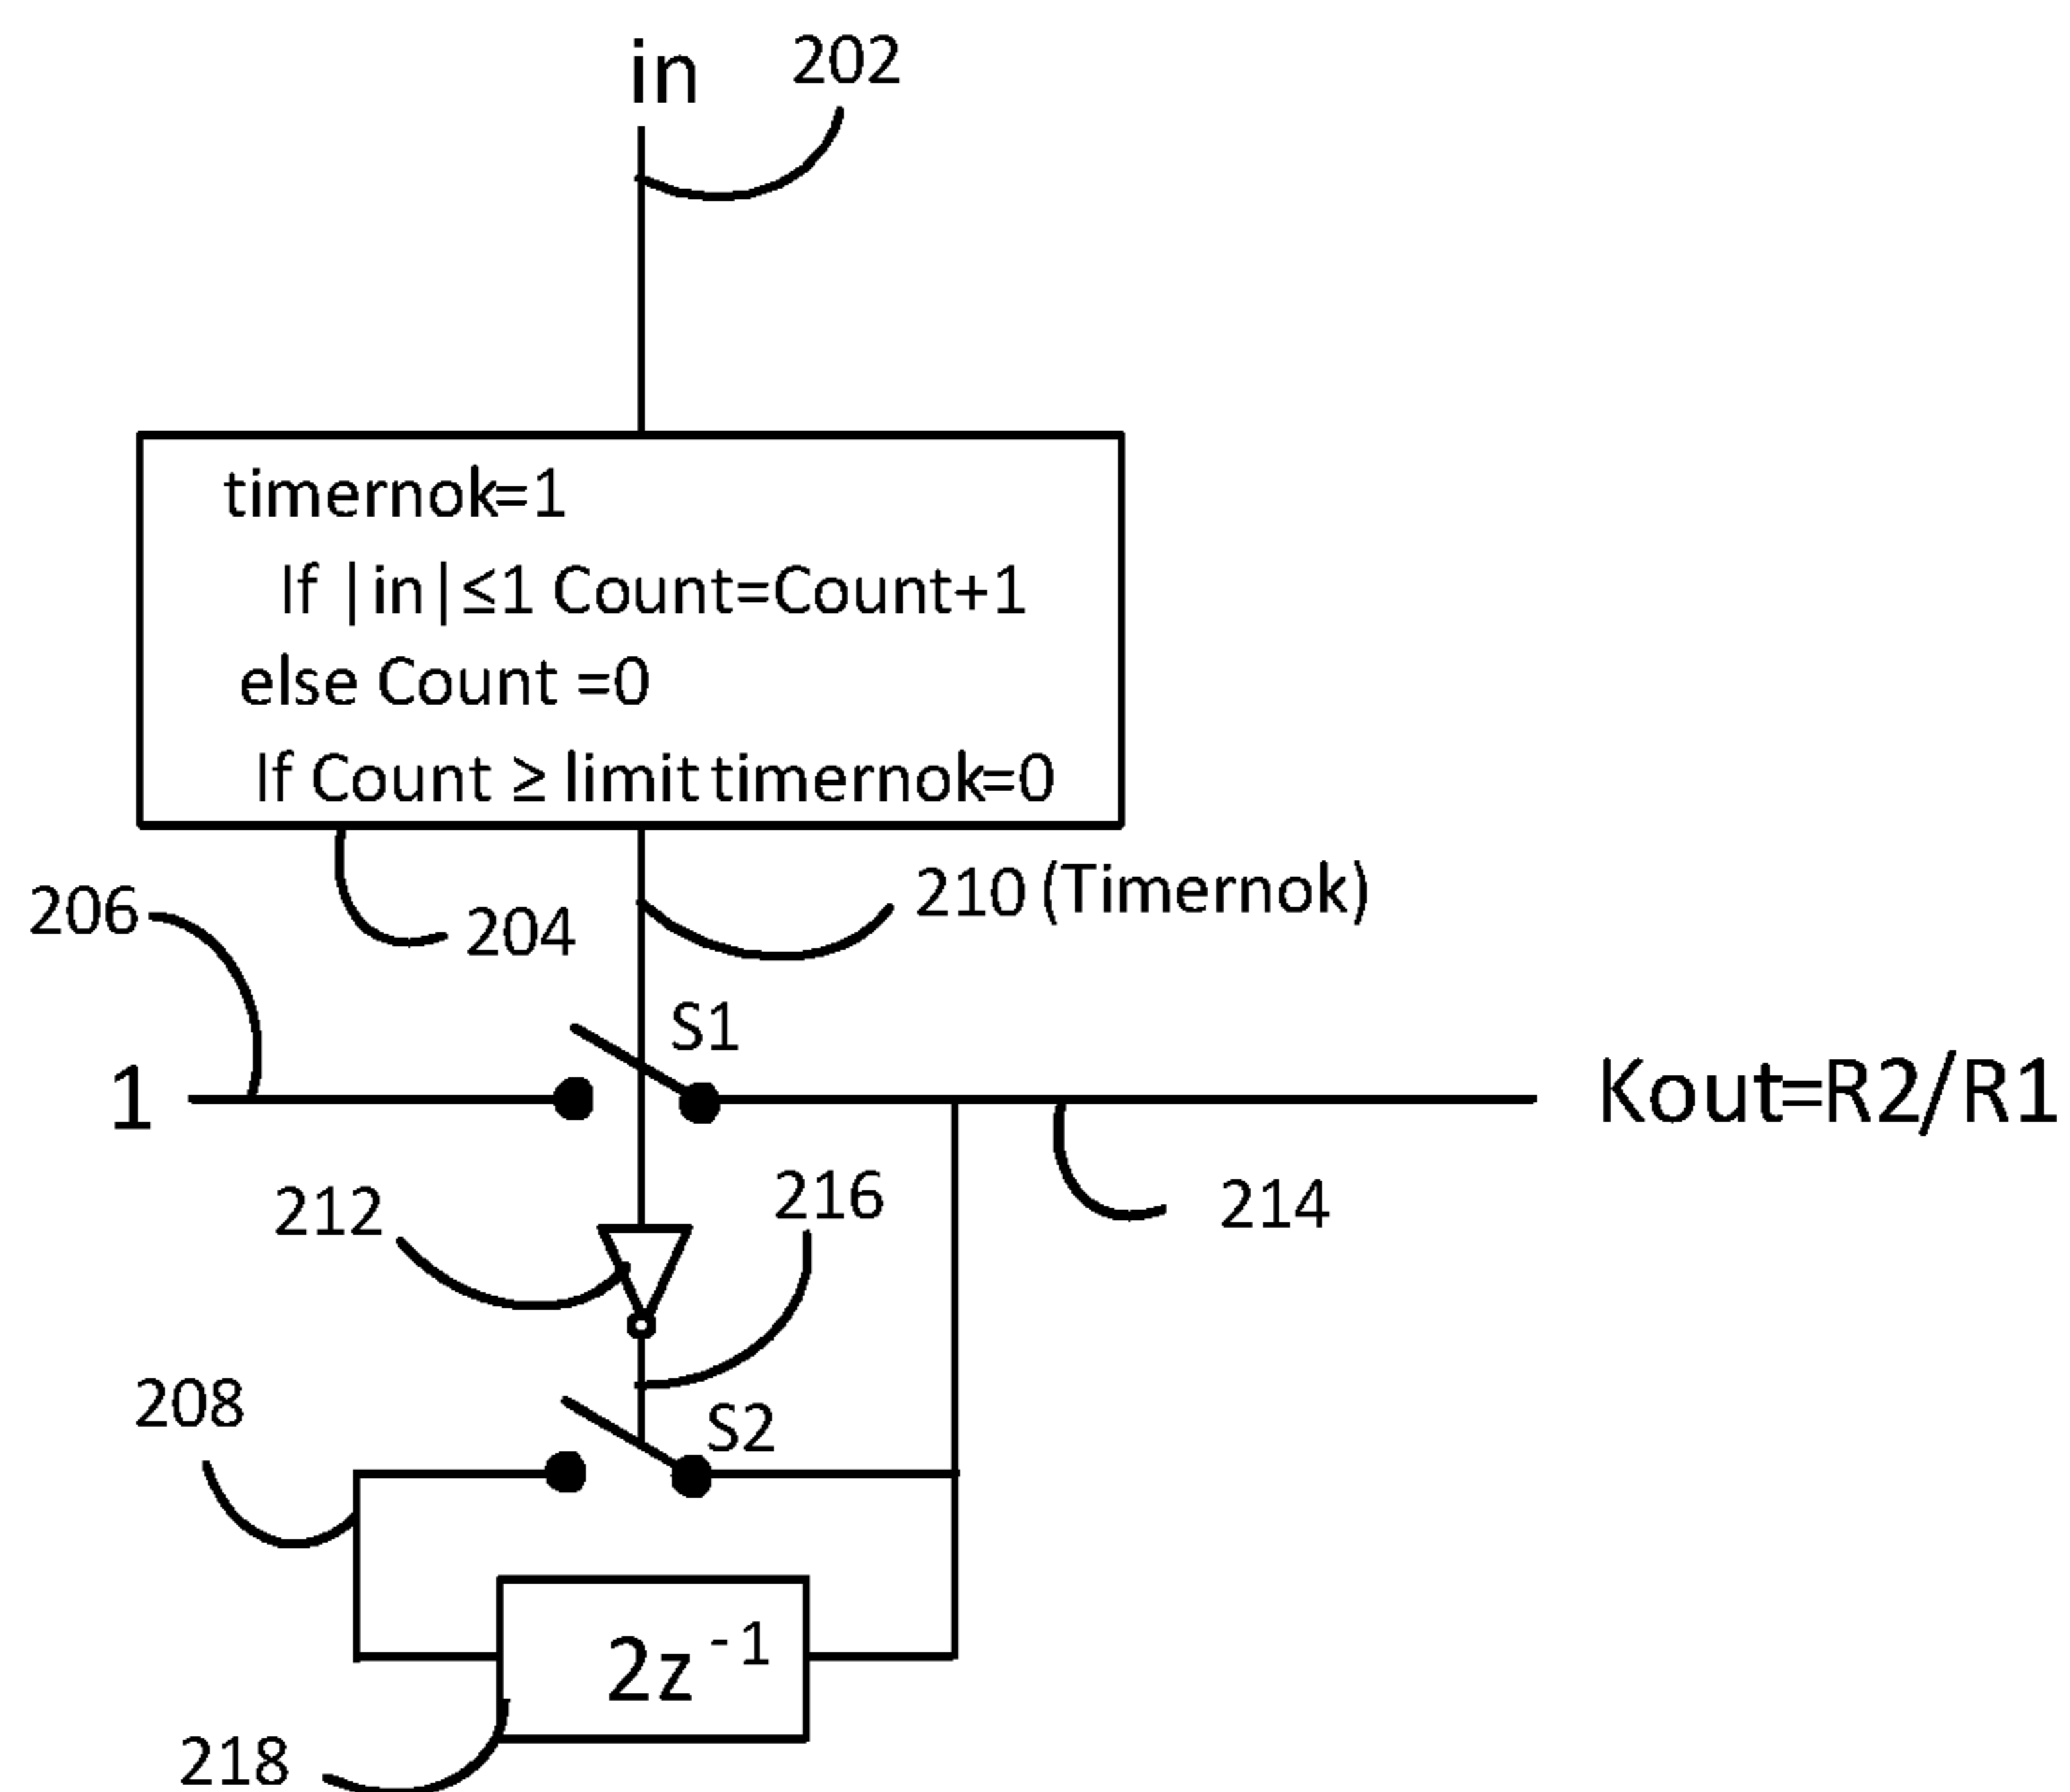 in
202
timernok=1
If |in|≤1 Count=Count+1
else Count =0
If Count ≥ limit timernok=0
206
204
210 (Timernok)
S1
1
Kout=R2/R1
212
216
214
208
S2
2z⁻¹
218